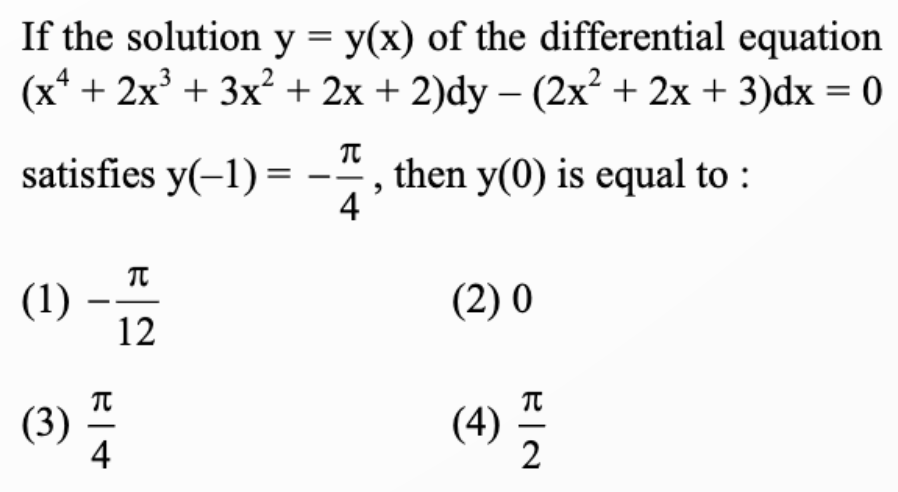 If the solution y = y(x) of the differential equation
(x⁴ + 2x³ + 3x² + 2x + 2)dy – (2x² + 2x + 3)dx = 0
satisfies y(–1) = –π/4, then y(0) is equal to :
(1) –π/12 (2) 0
(3) π/4 (4) π/2